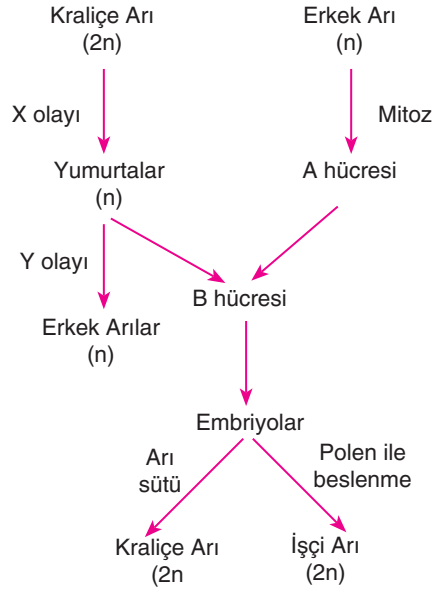 Kraliçe Arı
(2n)
Erkek Arı
(n)
X olayı
Mitoz
Yumurtalar
(n)
A hücresi
Y olayı
B hücresi
Erkek Arılar
(n)
Embriyolar
Arı
sütü
Polen ile
beslenme
Kraliçe Arı
(2n
İşçi Arı
(2n)